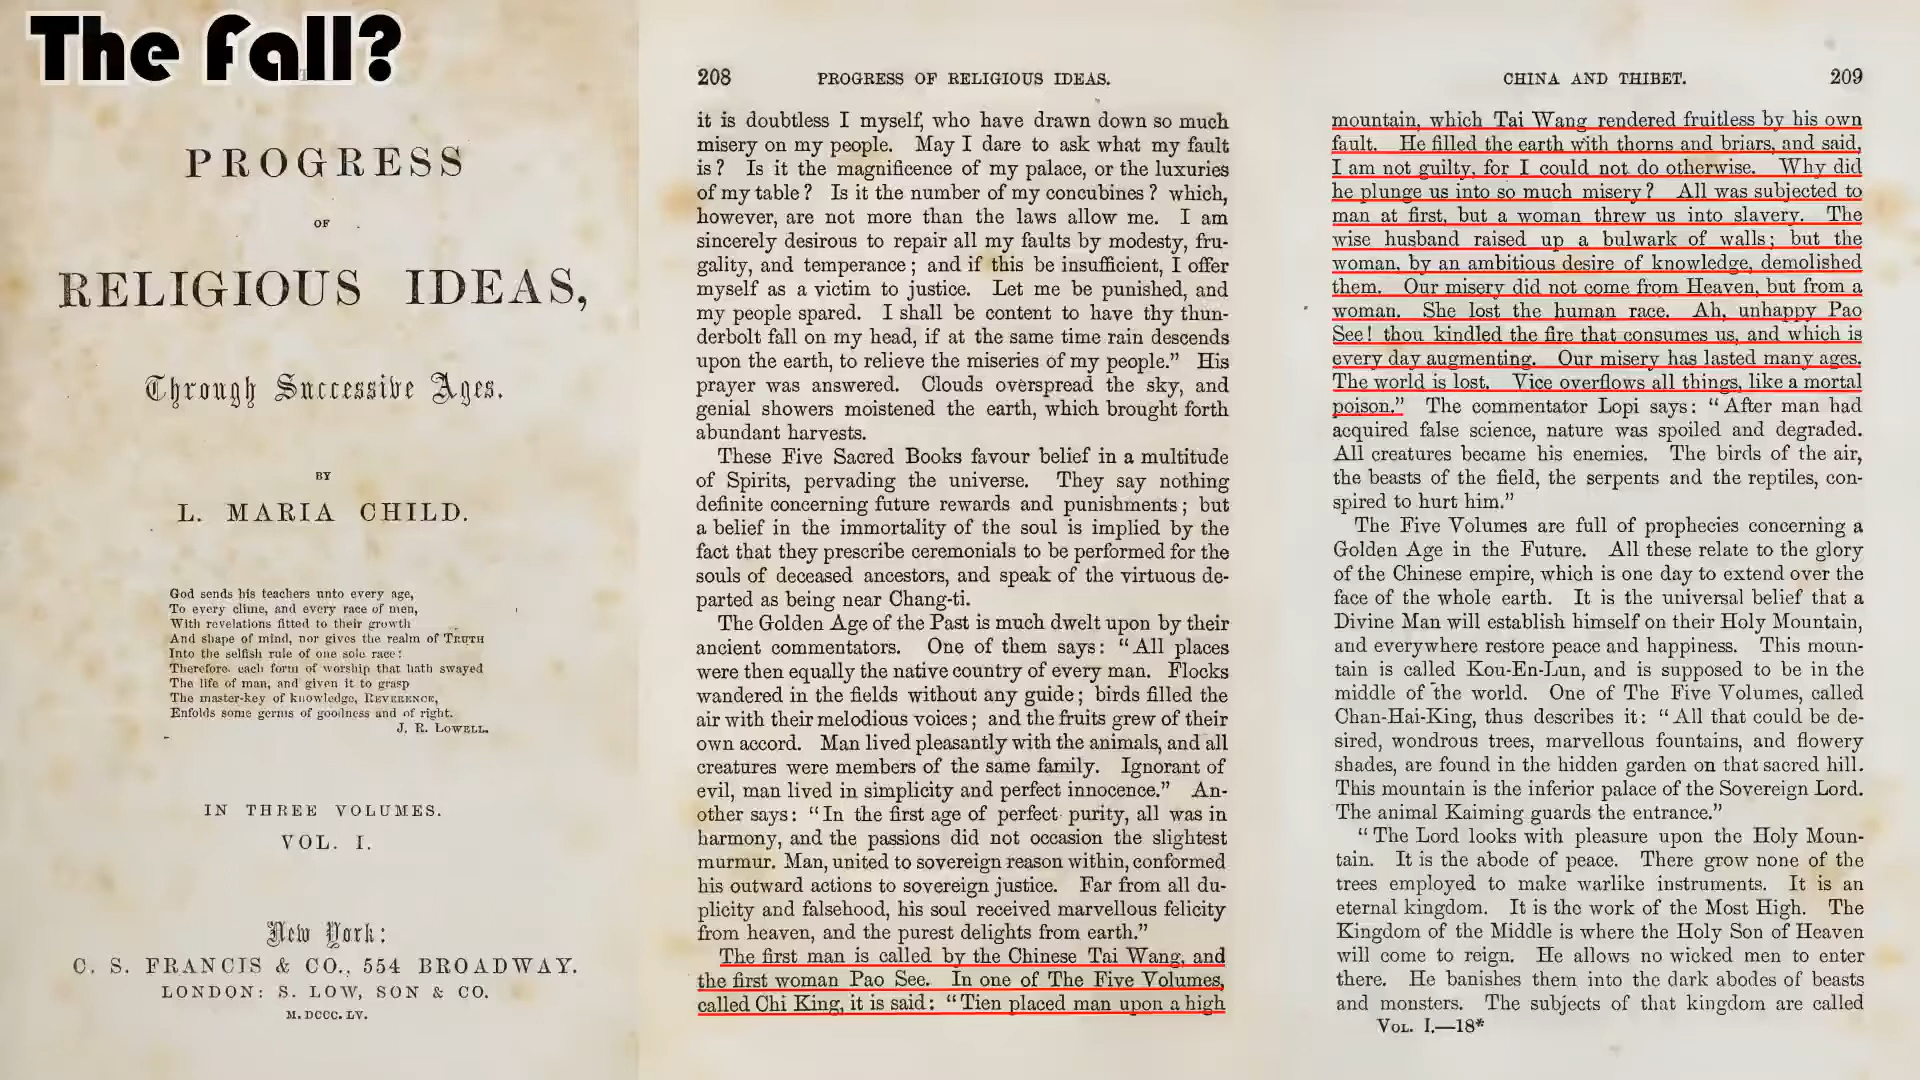 The Fall?
PROGRESS
OF
RELIGIOUS IDEAS,
Through Successive Ages.
BY
L. MARIA CHILD.
God sends his teachers unto every age,
To every clime, and every race of men,
With revelations fitted to their growth
And shape of mind, nor gives the realm of TRUTH
Into the selfish rule of one sole race:
Therefore each form of worship that hath swayed
The life of man, and given it to grasp
The master-key of knowledge, REVERENCE,
Enfolds some germs of goodness and of right.
J. R. LOWELL.
IN THREE VOLUMES.
VOL. I.
New York:
C. S. FRANCIS & CO., 554 BROADWAY.
LONDON: S. LOW, SON & CO.
M.DCCC.LV.
208 PROGRESS OF RELIGIOUS IDEAS.
it is doubtless I myself, who have drawn down so much
misery on my people. May I dare to ask what my fault
is? Is it the magnificence of my palace, or the luxuries
of my table? Is it the number of my concubines? which,
however, are not more than the laws allow me. I am
sincerely desirous to repair all my faults by modesty, fru-
gality, and temperance; and if this be insufficient, I offer
myself as a victim to justice. Let me be punished, and
my people spared. I shall be content to have thy thun-
derbolt fall on my head, if at the same time rain descends
upon the earth, to relieve the miseries of my people." His
prayer was answered. Clouds overspread the sky, and
genial showers moistened the earth, which brought forth
abundant harvests.
These Five Sacred Books favour belief in a multitude
of Spirits, pervading the universe. They say nothing
definite concerning future rewards and punishments; but
a belief in the immortality of the soul is implied by the
fact that they prescribe ceremonials to be performed for the
souls of deceased ancestors, and speak of the virtuous de-
parted as being near Chang-ti.
The Golden Age of the Past is much dwelt upon by their
ancient commentators. One of them says: "All places
were then equally the native country of every man. Flocks
wandered in the fields without any guide; birds filled the
air with their melodious voices; and the fruits grew of their
own accord. Man lived pleasantly with the animals, and all
creatures were members of the same family. Ignorant of
evil, man lived in simplicity and perfect innocence." An-
other says: "In the first age of perfect purity, all was in
harmony, and the passions did not occasion the slightest
murmur. Man, united to sovereign reason within, conformed
his outward actions to sovereign justice. Far from all du-
plicity and falsehood, his soul received marvellous felicity
from heaven, and the purest delights from earth."
The first man is called by the Chinese Tai Wang, and
the first woman Pao See. In one of The Five Volumes,
called Chi King, it is said: "Tien placed man upon a high
CHINA AND THIBET. 209
mountain, which Tai Wang rendered fruitless by his own
fault. He filled the earth with thorns and briars, and said,
I am not guilty, for I could not do otherwise. Why did
he plunge us into so much misery? All was subjected to
man at first, but a woman threw us into slavery. The
wise husband raised up a bulwark of walls; but the
woman, by an ambitious desire of knowledge, demolished
them. Our misery did not come from Heaven, but from a
woman. She lost the human race. Ah, unhappy Pao
See! thou kindled the fire that consumes us, and which is
every day augmenting. Our misery has lasted many ages.
The world is lost. Vice overflows all things, like a mortal
poison." The commentator Lopi says: "After man had
acquired false science, nature was spoiled and degraded.
All creatures became his enemies. The birds of the air,
the beasts of the field, the serpents and the reptiles, con-
spired to hurt him."
The Five Volumes are full of prophecies concerning a
Golden Age in the Future. All these relate to the glory
of the Chinese empire, which is one day to extend over the
face of the whole earth. It is the universal belief that a
Divine Man will establish himself on their Holy Mountain,
and everywhere restore peace and happiness. This moun-
tain is called Kou-En-Lun, and is supposed to be in the
middle of the world. One of The Five Volumes, called
Chan-Hai-King, thus describes it: "All that could be de-
sired, wondrous trees, marvellous fountains, and flowery
shades, are found in the hidden garden on that sacred hill.
This mountain is the inferior palace of the Sovereign Lord.
The animal Kaiming guards the entrance."
"The Lord looks with pleasure upon the Holy Moun-
tain. It is the abode of peace. There grow none of the
trees employed to make warlike instruments. It is an
eternal kingdom. It is the work of the Most High. The
Kingdom of the Middle is where the Holy Son of Heaven
will come to reign. He allows no wicked men to enter
there. He banishes them into the dark abodes of beasts
and monsters. The subjects of that kingdom are called
VOL. I.—18*